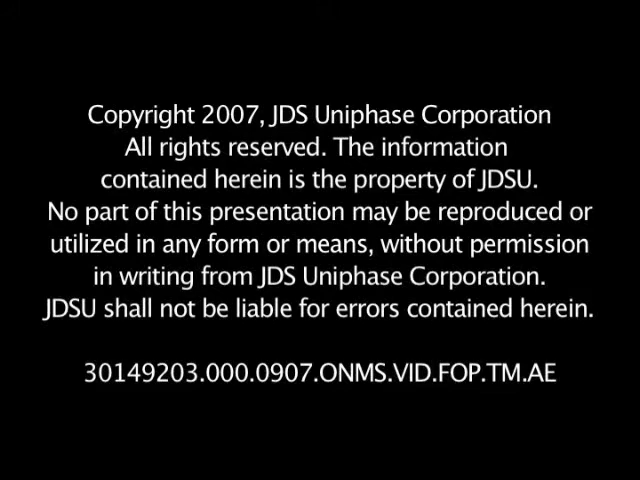 Copyright 2007, JDS Uniphase Corporation
All rights reserved. The information
contained herein is the property of JDSU.
No part of this presentation may be reproduced or
utilized in any form or means, without permission
in writing from JDS Uniphase Corporation.
JDSU shall not be liable for errors contained herein.
30149203.000.0907.ONMS.VID.FOP.TM.AE